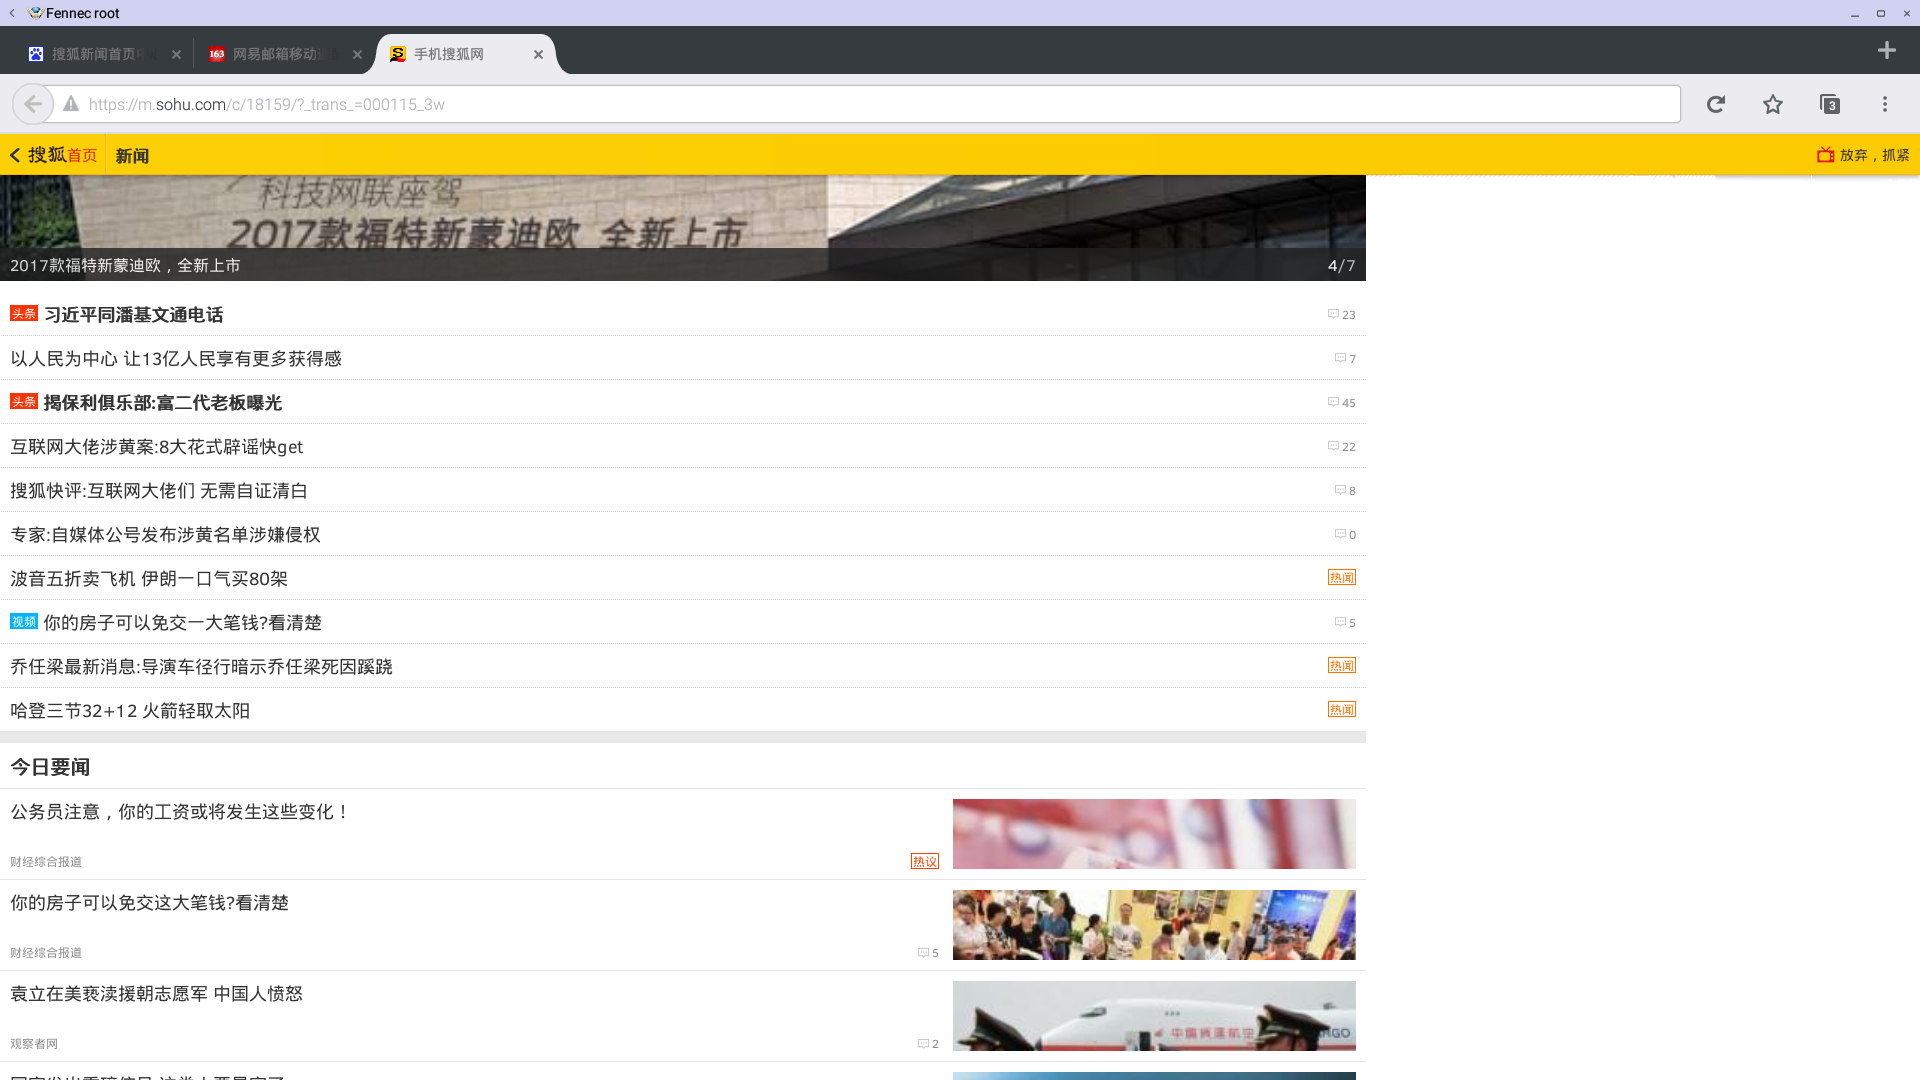 Fennec root
搜狐新闻首页
网易邮箱移动
手机搜狐网
https://m.sohu.com/c/18159/?_trans_=000115_3w
3
搜狐首页 新闻
放弃，抓紧
科技网联座驾
2017款福特新蒙迪欧 全新上市
2017款福特新蒙迪欧，全新上市 4/7
头条 习近平同潘基文通电话 23
以人民为中心 让13亿人民享有更多获得感 7
头条 揭保利俱乐部:富二代老板曝光 45
互联网大佬涉黄案:8大花式辟谣快get 22
搜狐快评:互联网大佬们 无需自证清白 8
专家:自媒体公号发布涉黄名单涉嫌侵权 0
波音五折卖飞机 伊朗一口气买80架 热闻
视频 你的房子可以免交一大笔钱?看清楚 5
乔任梁最新消息:导演车径行暗示乔任梁死因蹊跷 热闻
哈登三节32+12 火箭轻取太阳 热闻
今日要闻
公务员注意，你的工资或将发生这些变化！
财经综合报道 热议
你的房子可以免交这大笔钱?看清楚
财经综合报道 5
袁立在美亵渎援朝志愿军 中国人愤怒
观察者网 2
中国货运航空